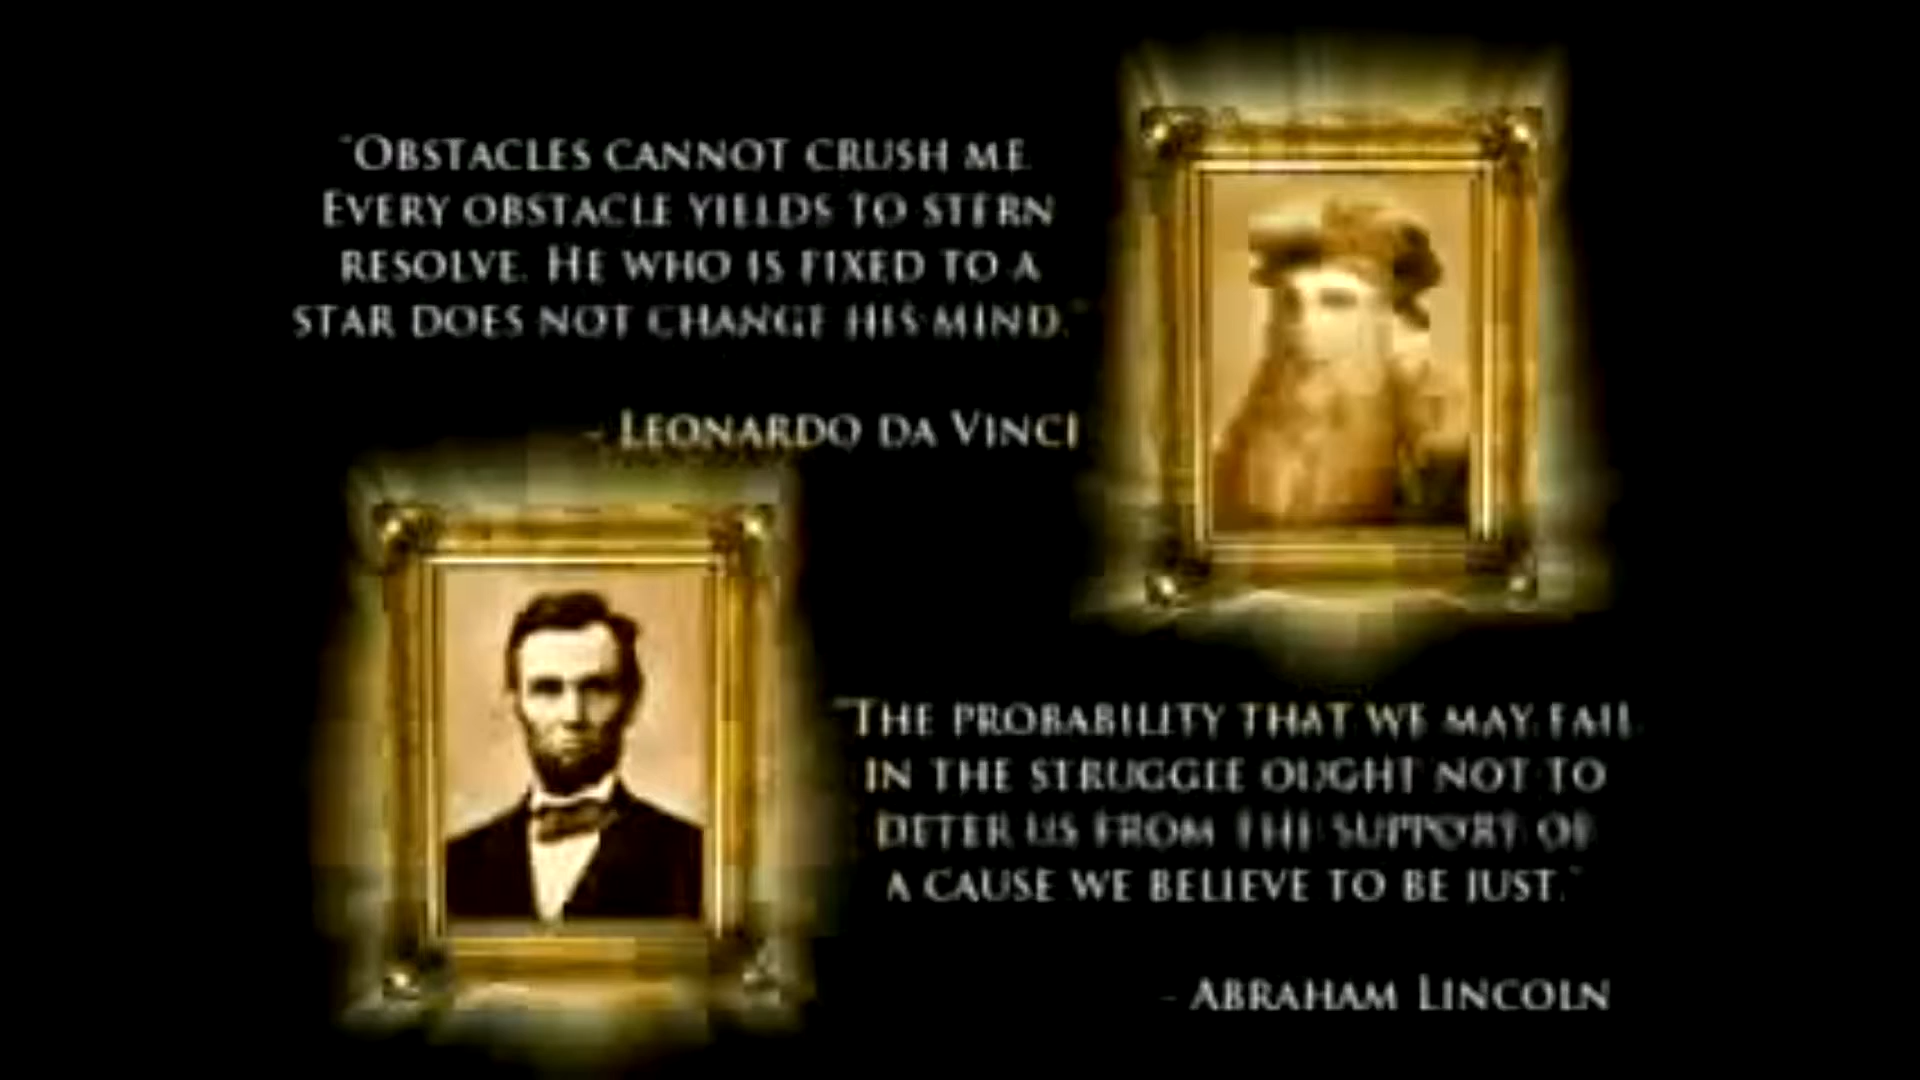 "OBSTACLES CANNOT CRUSH ME
EVERY OBSTACLE YIELDS TO STERN
RESOLVE. HE WHO IS FIXED TO A
STAR DOES NOT CHANGE HIS MIND."
- LEONARDO DA VINCI
"THE PROBABILITY THAT WE MAY FAIL
IN THE STRUGGLE OUGHT NOT TO
DETER US FROM THE SUPPORT OF
A CAUSE WE BELIEVE TO BE JUST."
- ABRAHAM LINCOLN